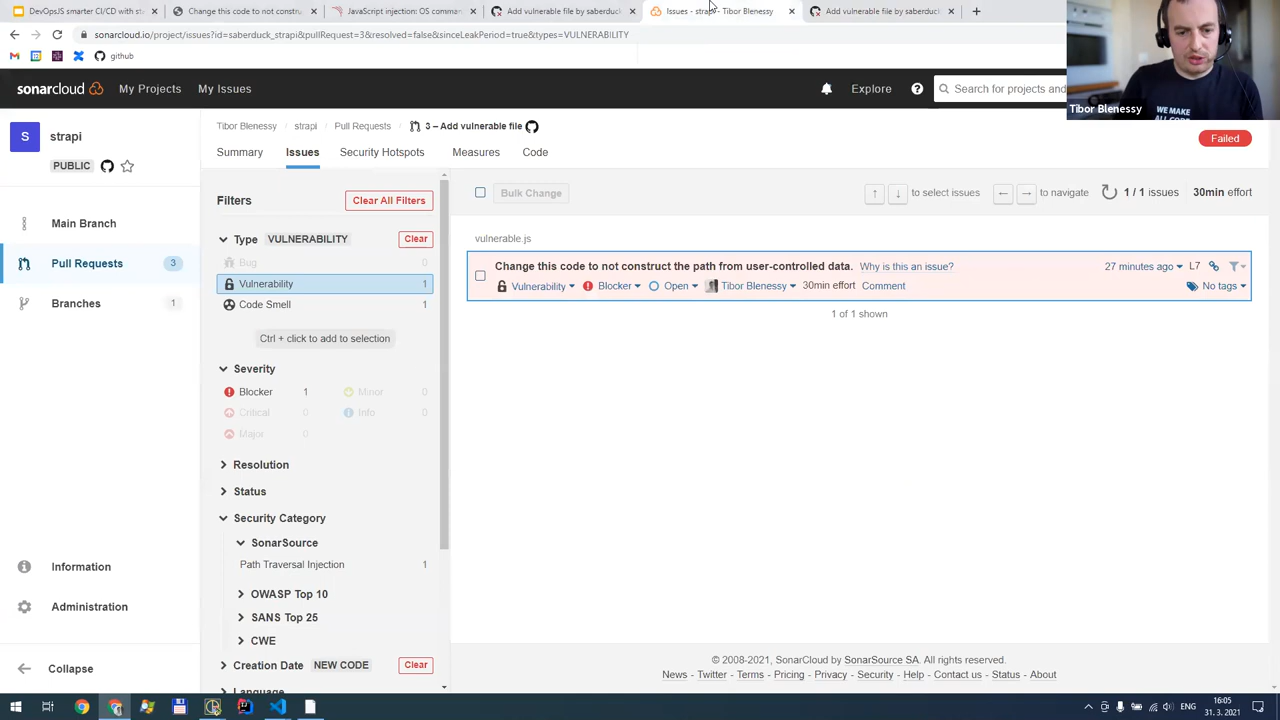 DevOpsJS smarter CI/CD with st
Change this code to not constru
JavaScript injection: OS comman
Add vulnerable file by saberduck
Issues - strapi - Tibor Blenessy
Add vulnerable file by saberduck
sonarcloud.io/project/issues?id=saberduck_strapi&pullRequest=3&resolved=false&sinceLeakPeriod=true&types=VULNERABILITY
github
sonarcloud
My Projects
My Issues
Explore
Search for projects and
WE MAKE
ALL CODE
Tibor Blenessy
S
strapi
PUBLIC
Tibor Blenessy
strapi
Pull Requests
3 – Add vulnerable file
Failed
Summary
Issues
Security Hotspots
Measures
Code
Main Branch
Pull Requests 3
Branches 1
Information
Administration
Collapse
Filters
Clear All Filters
Type VULNERABILITY Clear
Bug 0
Vulnerability 1
Code Smell 1
Ctrl + click to add to selection
Severity
Blocker 1 Minor 0
Critical 0 Info 0
Major 0
Resolution
Status
Security Category
SonarSource
Path Traversal Injection 1
OWASP Top 10
SANS Top 25
CWE
Creation Date NEW CODE Clear
Language
Bulk Change
to select issues
to navigate
1 / 1 issues
30min effort
vulnerable.js
Change this code to not construct the path from user-controlled data. Why is this an issue?
27 minutes ago L7
Vulnerability Blocker Open Tibor Blenessy 30min effort Comment
No tags
1 of 1 shown
© 2008-2021, SonarCloud by SonarSource SA. All rights reserved.
News - Twitter - Terms - Pricing - Privacy - Security - Help - Contact us - Status - About
ENG
16:05
31. 3. 2021